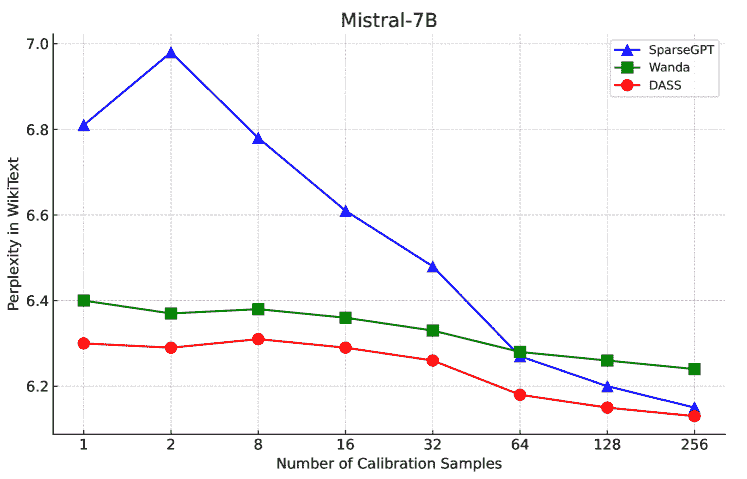 Mistral-7B
SparseGPT
Wanda
DASS
Perplexity in WikiText
7.0
6.8
6.6
6.4
6.2
1 2 8 16 32 64 128 256
Number of Calibration Samples